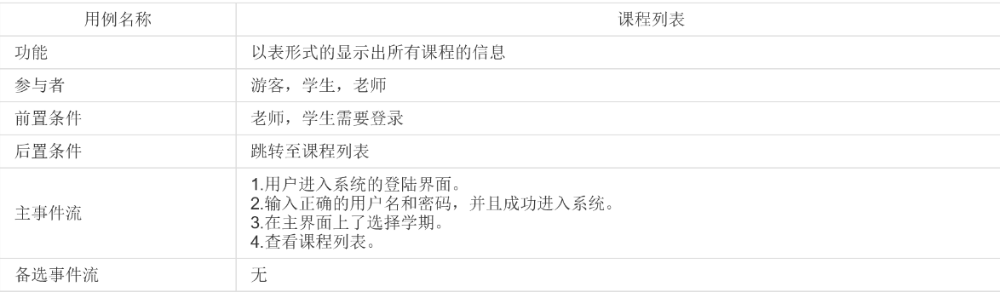 用例名称 课程列表
功能 以表形式的显示出所有课程的信息
参与者 游客，学生，老师
前置条件 老师，学生需要登录
后置条件 跳转至课程列表
主事件流
1.用户进入系统的登陆界面。
2.输入正确的用户名和密码，并且成功进入系统。
3.在主界面上了选择学期。
4.查看课程列表。
备选事件流 无